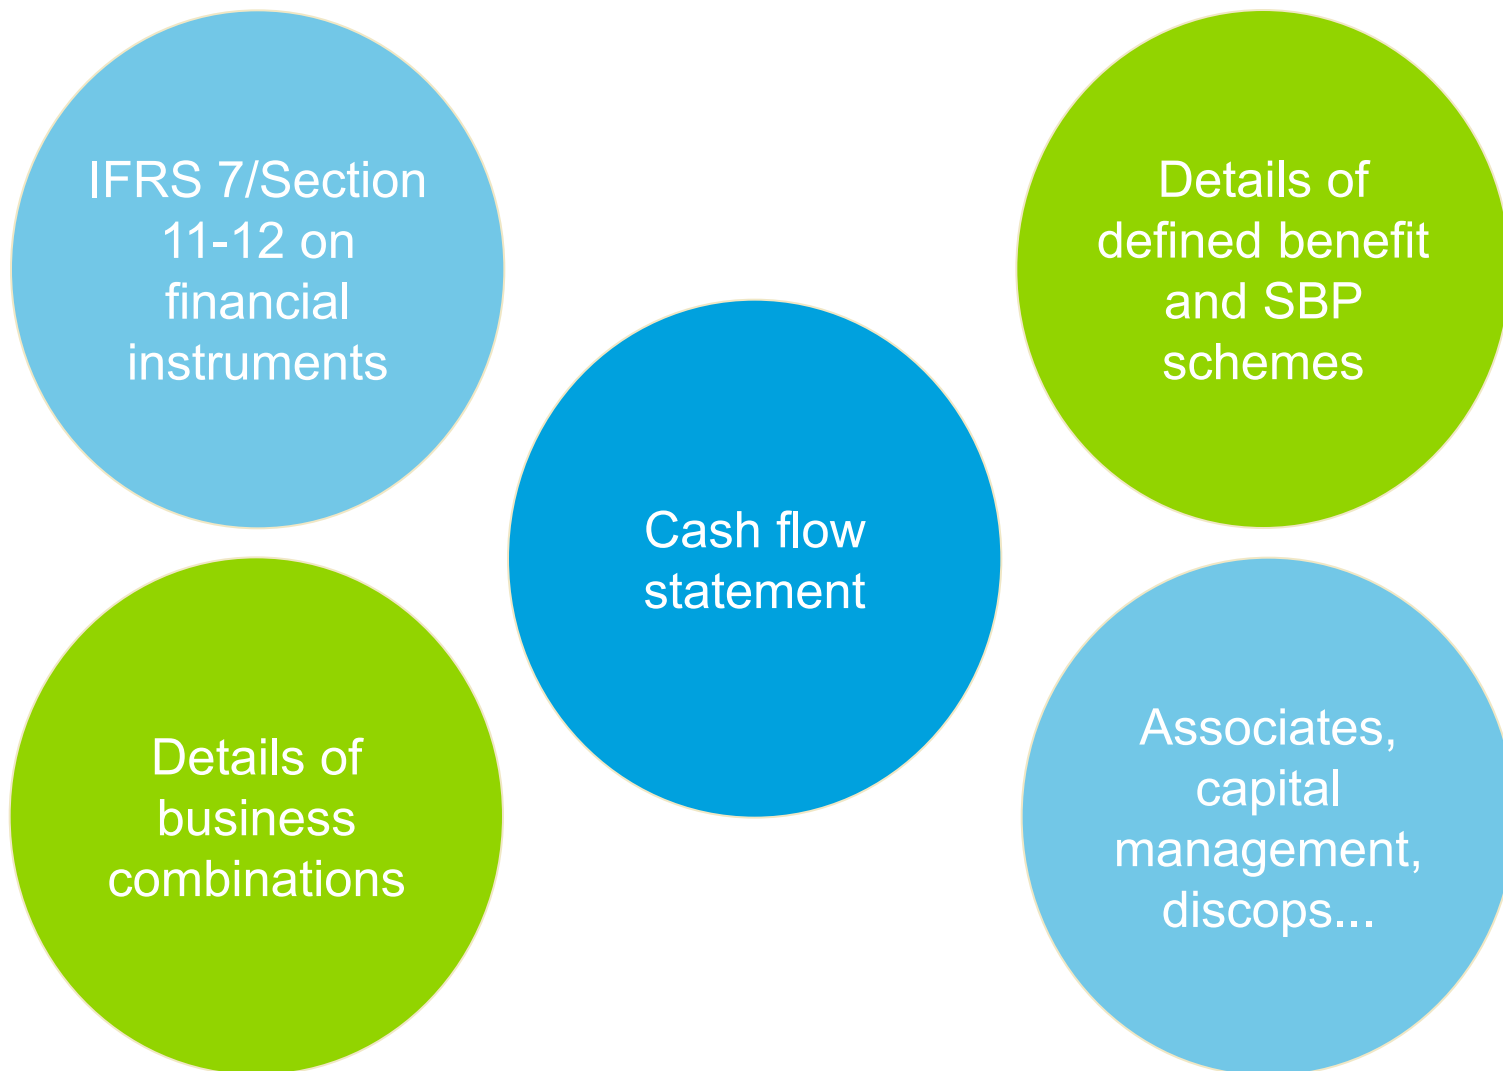 IFRS 7/Section
11-12 on
financial
instruments
Details of
defined benefit
and SBP
schemes
Cash flow
statement
Details of
business
combinations
Associates,
capital
management,
discops...